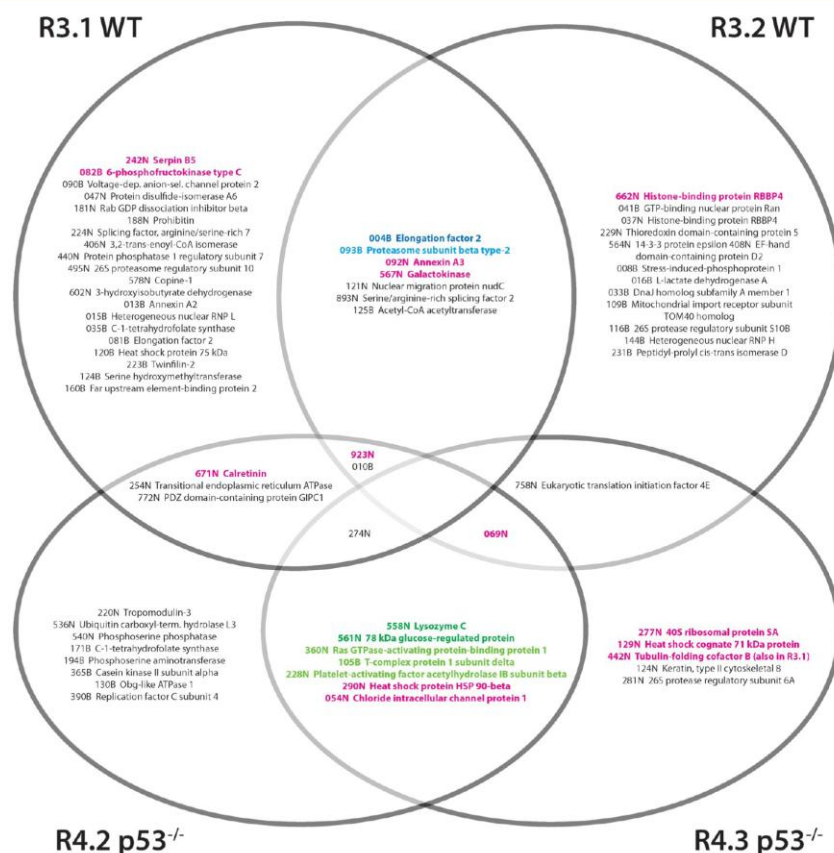 R3.1 WT
R3.2 WT
242N Serpin B5
082B 6-phosphofructokinase type C
090B Voltage-dep. anion-sel. channel protein 2
047N Protein disulfide-isomerase A6
181N Rab GDP dissociation inhibitor beta
188N Prohibitin
224N Splicing factor, arginine/serine-rich 7
406N 3,2-trans-enoyl-CoA isomerase
440N Protein phosphatase 1 regulatory subunit 7
495N 26S proteasome regulatory subunit 10
578N Copine-1
602N 3-hydroxyisobutyrate dehydrogenase
013B Annexin A2
015B Heterogeneous nuclear RNP L
035B C-1-tetrahydrofolate synthase
081B Elongation factor 2
120B Heat shock protein 75 kDa
223B Twinfilin-2
124B Serine hydroxymethyltransferase
160B Far upstream element-binding protein 2
004B Elongation factor 2
093B Proteasome subunit beta type-2
092N Annexin A3
567N Galactokinase
121N Nuclear migration protein nudC
893N Serine/arginine-rich splicing factor 2
125B Acetyl-CoA acetyltransferase
662N Histone-binding protein RBBP4
041B GTP-binding nuclear protein Ran
037N Histone-binding protein RBBP4
229N Thioredoxin domain-containing protein 5
564N 14-3-3 protein epsilon 408N EF-hand
domain-containing protein D2
008B Stress-induced-phosphoprotein 1
016B L-lactate dehydrogenase A
033B DnaJ homolog subfamily A member 1
109B Mitochondrial import receptor subunit
TOM40 homolog
116B 26S protease regulatory subunit S10B
144B Heterogeneous nuclear RNP H
231B Peptidyl-prolyl cis-trans isomerase D
671N Calretinin
254N Transitional endoplasmic reticulum ATPase
772N PDZ domain-containing protein GIPC1
923N
010B
758N Eukaryotic translation initiation factor 4E
274N
069N
220N Tropomodulin-3
536N Ubiquitin carboxyl-term. hydrolase L3
540N Phosphoserine phosphatase
171B C-1-tetrahydrofolate synthase
194B Phosphoserine aminotransferase
365B Casein kinase II subunit alpha
130B Obg-like ATPase 1
390B Replication factor C subunit 4
558N Lysozyme C
561N 78 kDa glucose-regulated protein
360N Ras GTPase-activating protein-binding protein 1
105B T-complex protein 1 subunit delta
228N Platelet-activating factor acetylhydrolase IB subunit beta
290N Heat shock protein HSP 90-beta
054N Chloride intracellular channel protein 1
277N 40S ribosomal protein SA
129N Heat shock cognate 71 kDa protein
442N Tubulin-folding cofactor B (also in R3.1)
124N Keratin, type II cytoskeletal 8
281N 26S protease regulatory subunit 6A
R4.2 p53-/-
R4.3 p53-/-